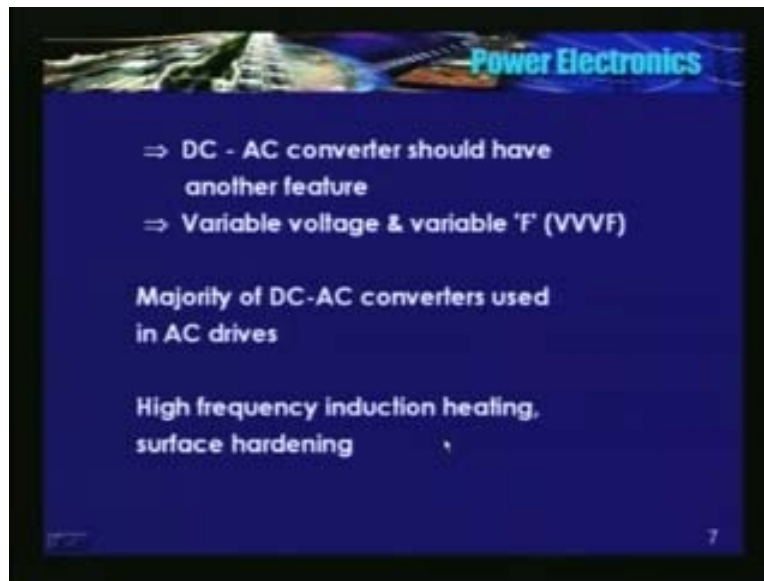 Power Electronics
⇒ DC - AC converter should have
another feature
⇒ Variable voltage & variable 'F' (VVVF)
Majority of DC-AC converters used
in AC drives
High frequency induction heating,
surface hardening
7